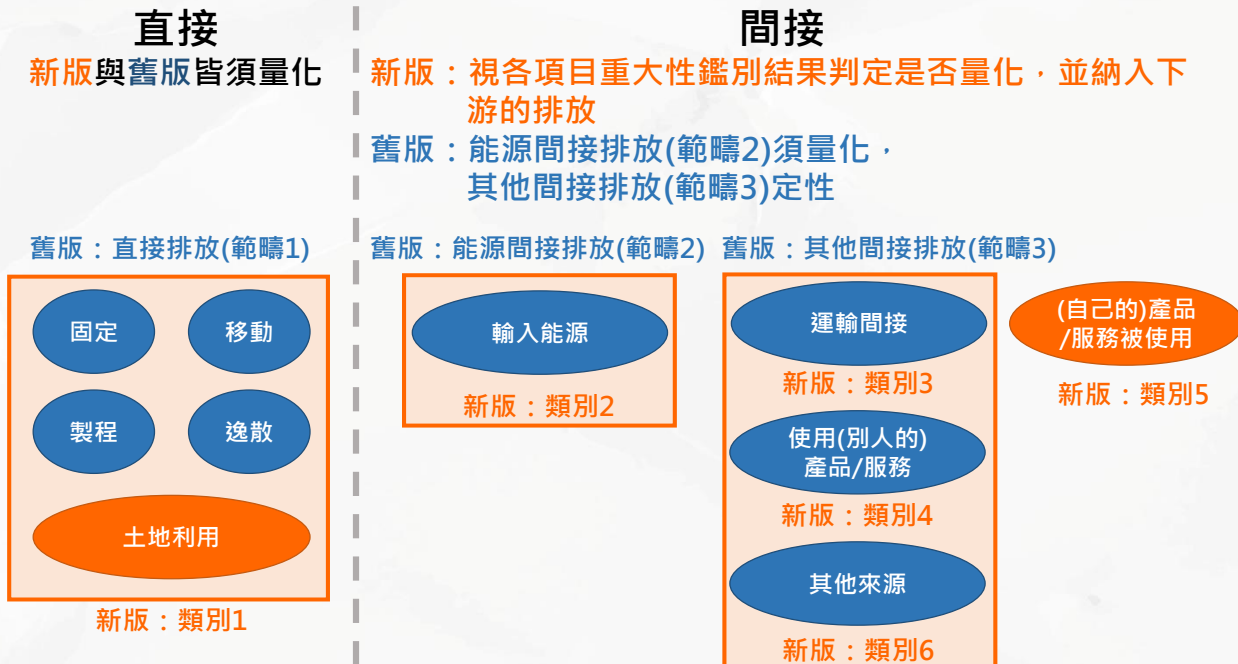 直接
新版與舊版皆須量化
間接
新版：視各項目重大性鑑別結果判定是否量化，並納入下
游的排放
舊版：能源間接排放(範疇2)須量化，
其他間接排放(範疇3)定性
舊版：直接排放(範疇1)
固定
移動
製程
逸散
土地利用
新版：類別1
舊版：能源間接排放(範疇2)
輸入能源
新版：類別2
舊版：其他間接排放(範疇3)
運輸間接
新版：類別3
使用(別人的)
產品/服務
新版：類別4
其他來源
新版：類別6
(自己的)產品
/服務被使用
新版：類別5